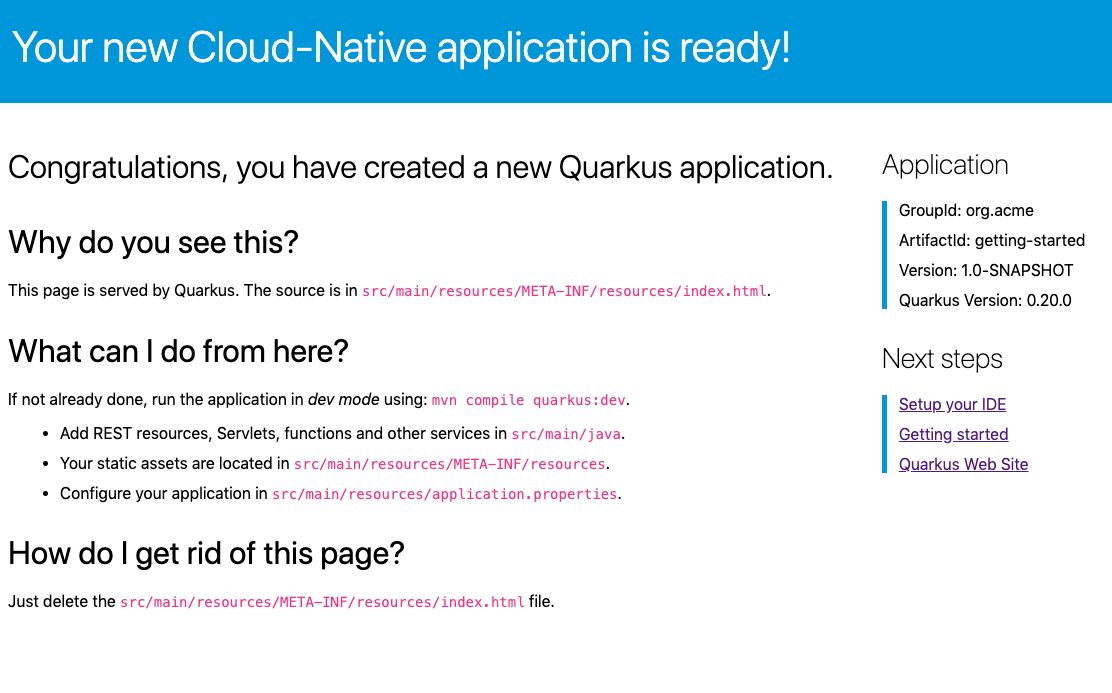 Your new Cloud-Native application is ready!
Congratulations, you have created a new Quarkus application.
Why do you see this?
This page is served by Quarkus. The source is in src/main/resources/META-INF/resources/index.html.
What can I do from here?
If not already done, run the application in dev mode using: mvn compile quarkus:dev.
• Add REST resources, Servlets, functions and other services in src/main/java.
• Your static assets are located in src/main/resources/META-INF/resources.
• Configure your application in src/main/resources/application.properties.
How do I get rid of this page?
Just delete the src/main/resources/META-INF/resources/index.html file.
Application
GroupId: org.acme
ArtifactId: getting-started
Version: 1.0-SNAPSHOT
Quarkus Version: 0.20.0
Next steps
Setup your IDE
Getting started
Quarkus Web Site